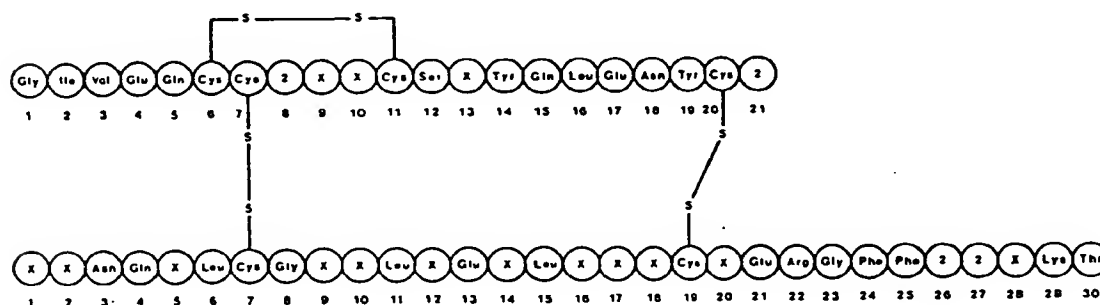 S S
Gly Ile Val Glu Gln Cys Cys 2 X X Cys Ser X Tyr Gln Leu Glu Asn Tyr Cys 2
1 2 3 4 5 6 7 8 9 10 11 12 13 14 15 16 17 18 19 20 21
S S
S S
X X Asn Gln X Leu Cys Gly X X Leu X Glu X Leu X X X Cys X Glu Arg Gly Phe Phe 2 2 X Lys Thr
1 2 3 4 5 6 7 8 9 10 11 12 13 14 15 16 17 18 19 20 21 22 23 24 25 26 27 28 29 30